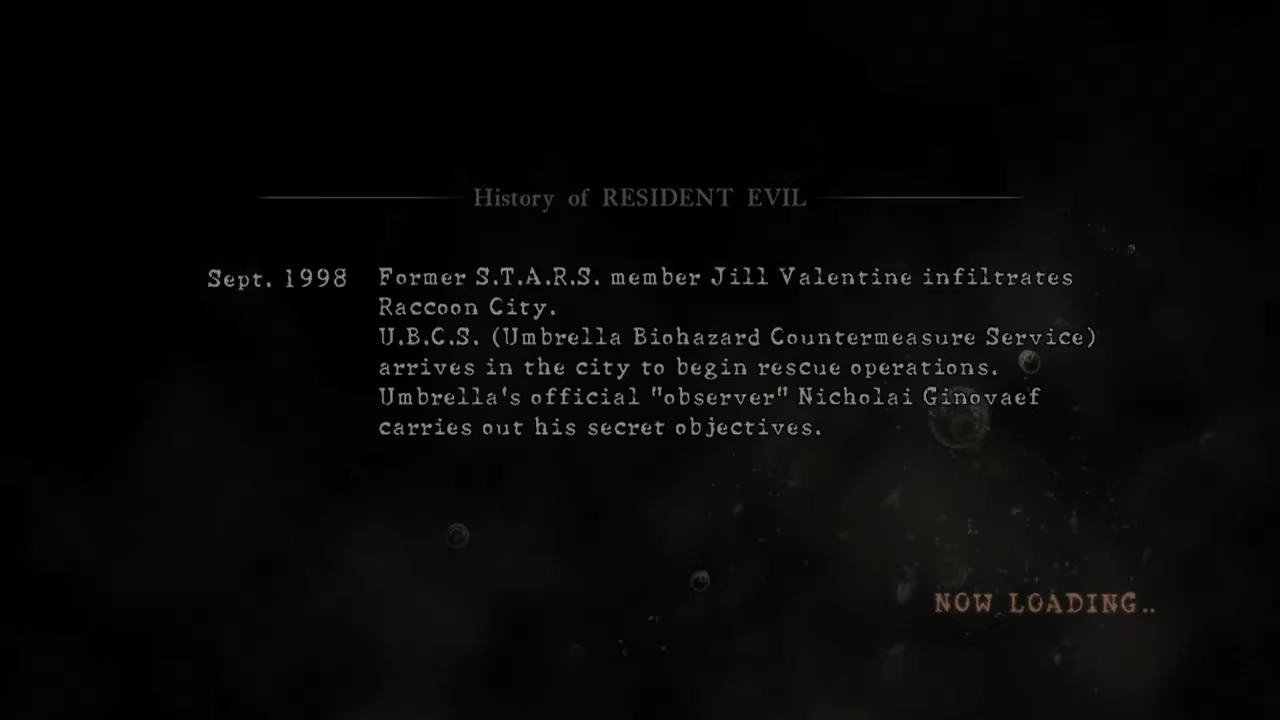 History of RESIDENT EVIL
Sept. 1998 Former S.T.A.R.S. member Jill Valentine infiltrates
Raccoon City.
U.B.C.S. (Umbrella Biohazard Countermeasure Service)
arrives in the city to begin rescue operations.
Umbrella's official "observer" Nicholai Ginovaef
carries out his secret objectives.
NOW LOADING..